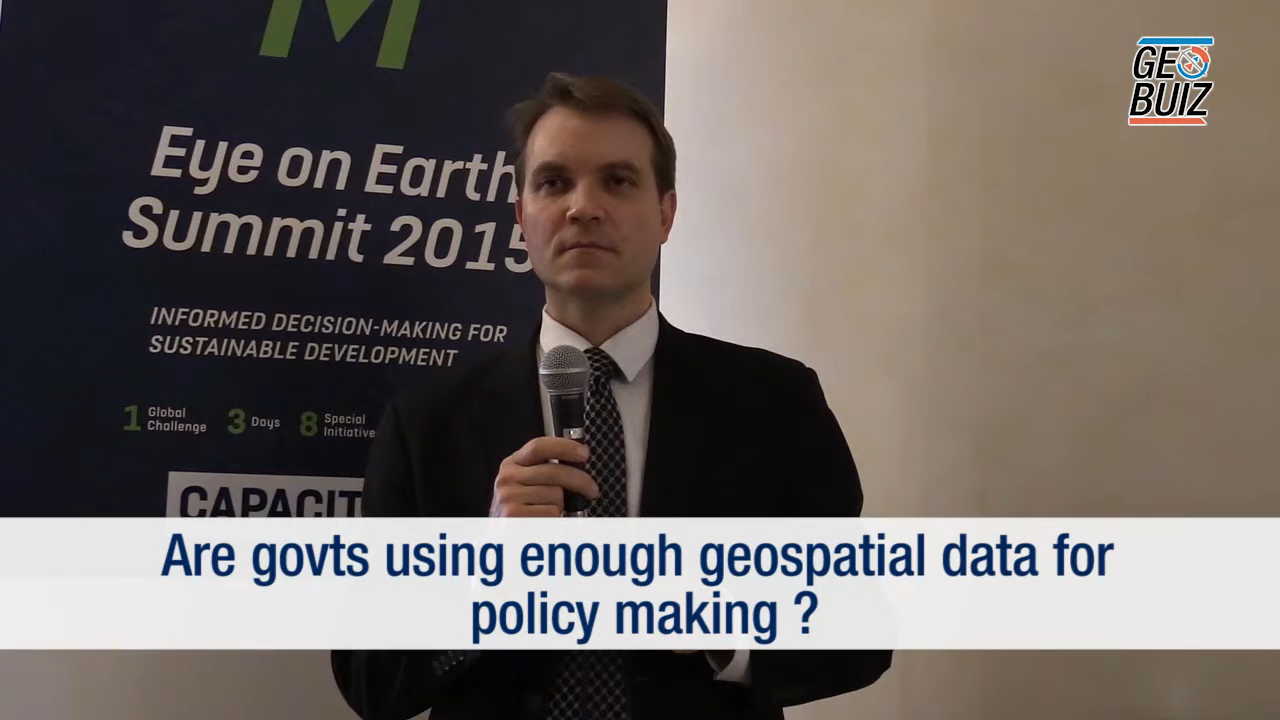 GEO
BUIZ
Eye on Earth
Summit 2015
INFORMED DECISION-MAKING FOR
SUSTAINABLE DEVELOPMENT
1 Global Challenge 3 Days 8 Special Initiative
CAPACIT
Are govts using enough geospatial data for
policy making ?